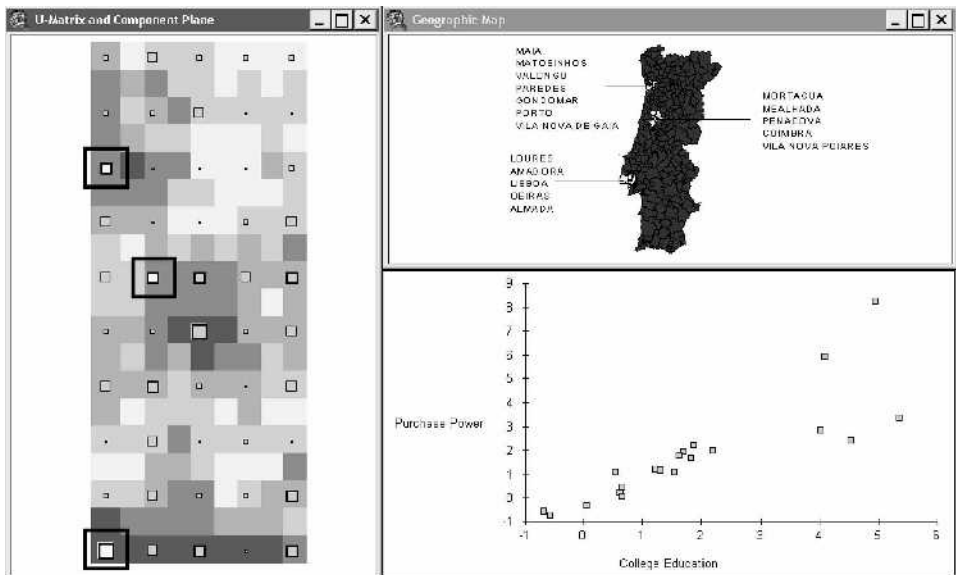 U-Matrix and Component Plane
Geographic Map
MAIA
MATOSINHOS
VALONGO
PAREDES
GONDOMAR
PORTO
VILA NOVA DE GAIA
MORTAGUA
MEALHADA
PENACOVA
COIMBRA
VILA NOVA POIARES
LOURES
AMADORA
LISBOA
OEIRAS
ALMADA
9
8
7
6
5
4
3
2
1
0
-1
Purchase Power
-1 0 1 2 3 4 5 6
College Education